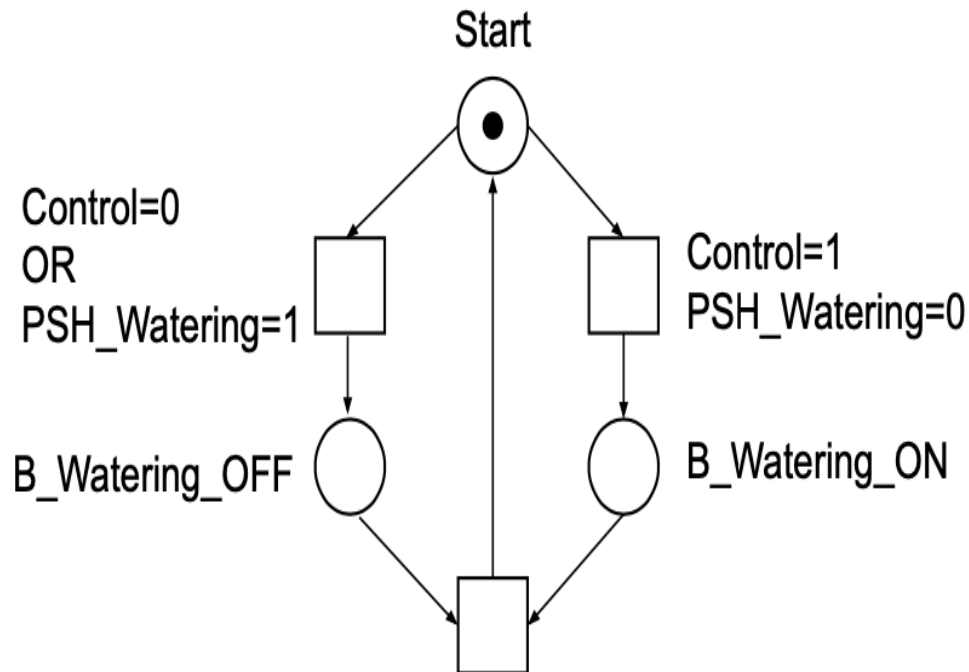 Start
Control=0
OR
PSH_Watering=1
Control=1
PSH_Watering=0
B_Watering_OFF
B_Watering_ON